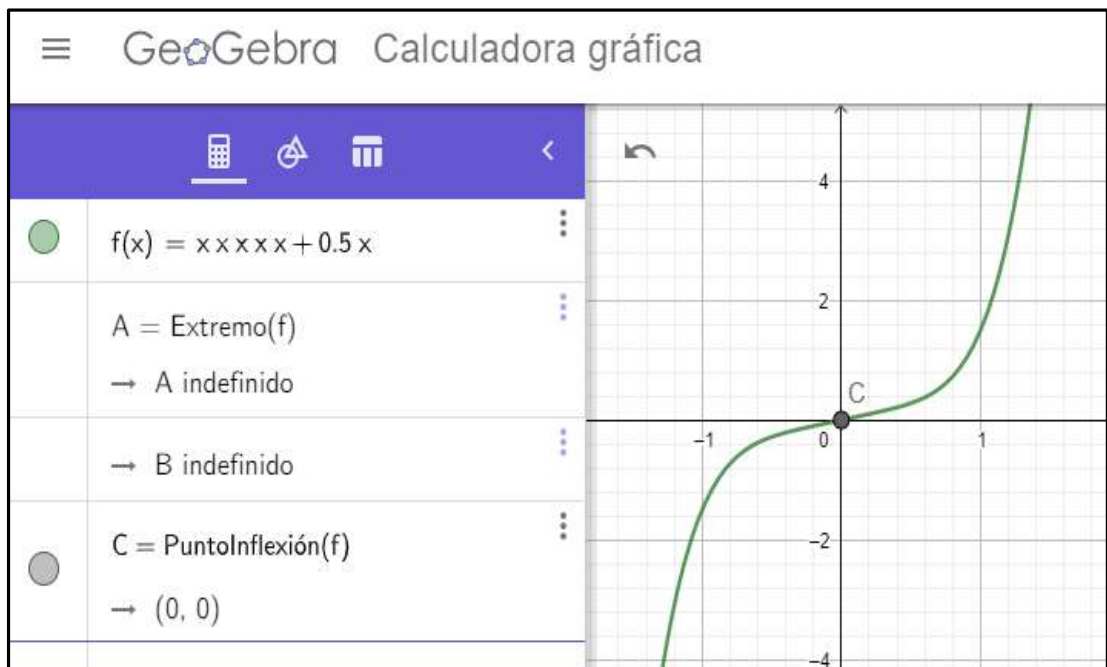 GeoGebra Calculadora gráfica
f(x) = x x x x x + 0.5 x
A = Extremo(f)
→ A indefinido
→ B indefinido
C = PuntoInflexión(f)
→ (0, 0)
4
2
C
−1
0
1
−2
−4